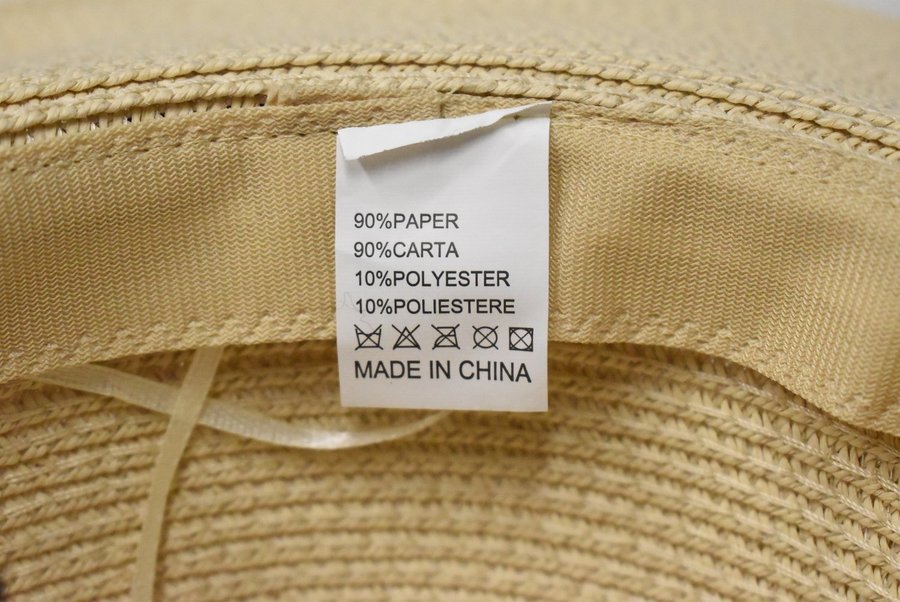 90%PAPER
90%CARTA
10%POLYESTER
10%POLIESTERE
MADE IN CHINA